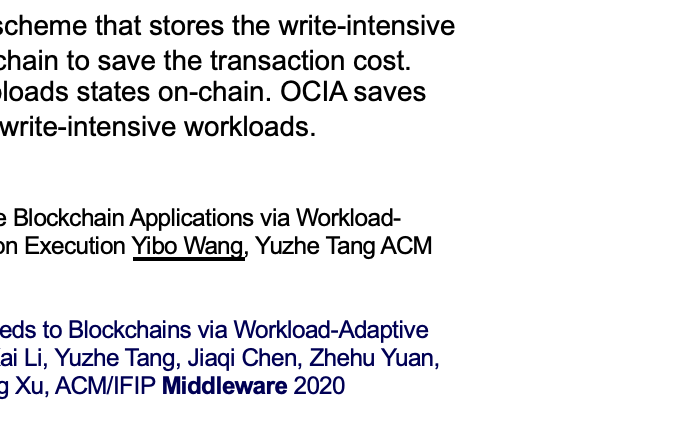 scheme that stores the write-intensive
chain to save the transaction cost.
loads states on-chain. OCIA saves
write-intensive workloads.
e Blockchain Applications via Workload-
on Execution Yibo Wang, Yuzhe Tang ACM
eds to Blockchains via Workload-Adaptive
Kai Li, Yuzhe Tang, Jiaqi Chen, Zhehu Yuan,
g Xu, ACM/IFIP Middleware 2020